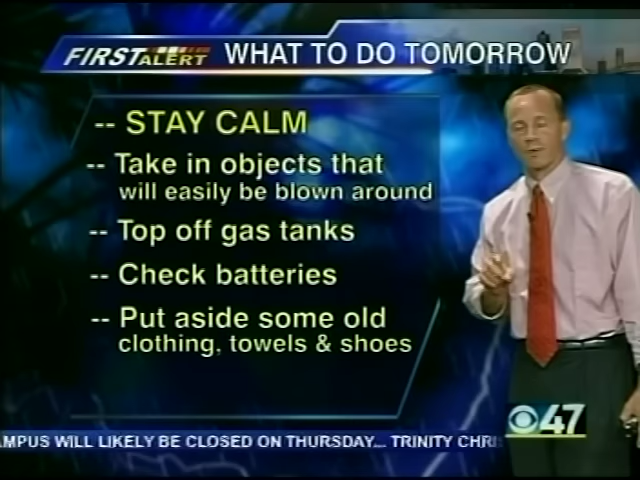 FIRST ALERT WHAT TO DO TOMORROW
-- STAY CALM
-- Take in objects that
will easily be blown around
-- Top off gas tanks
-- Check batteries
-- Put aside some old
clothing, towels & shoes
47
AMPUS WILL LIKELY BE CLOSED ON THURSDAY... TRINITY CHRI